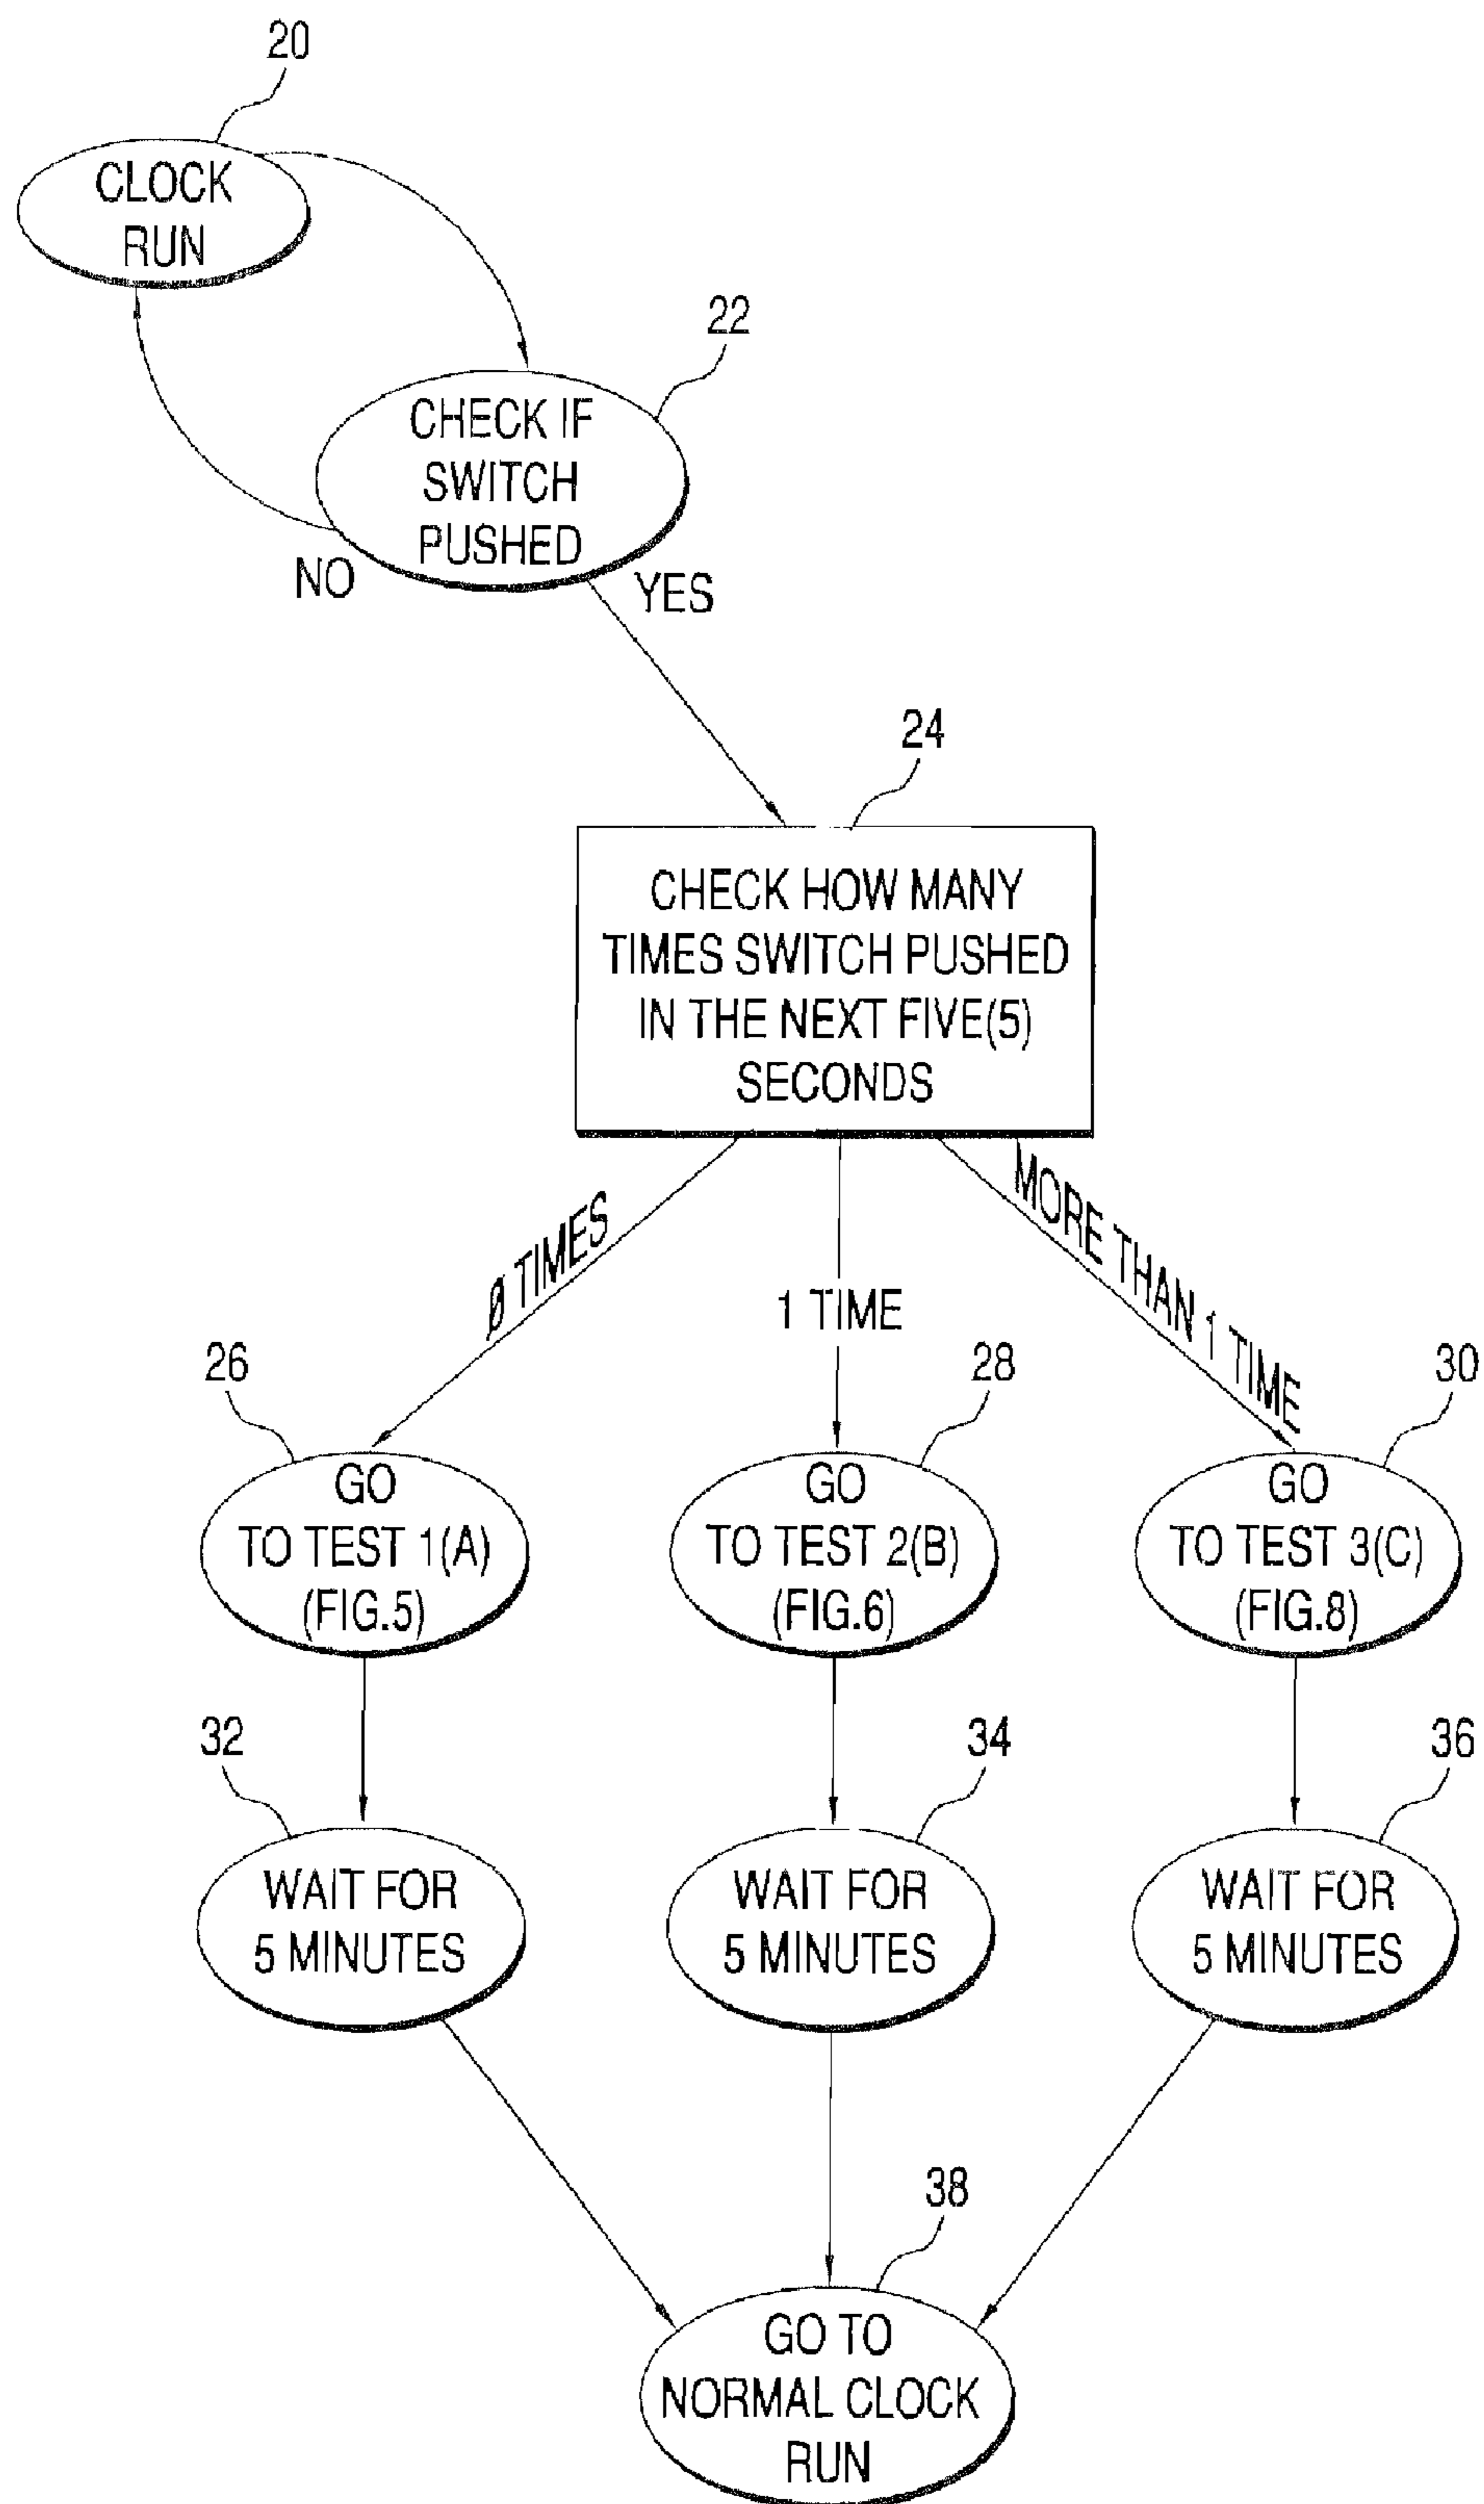 20
CLOCK
RUN
22
CHECK IF
SWITCH
PUSHED
NO
YES
24
CHECK HOW MANY
TIMES SWITCH PUSHED
IN THE NEXT FIVE(5)
SECONDS
0 TIMES
1 TIME
MORE THAN 1 TIME
26
GO
TO TEST 1(A)
(FIG.5)
28
GO
TO TEST 2(B)
(FIG.6)
30
GO
TO TEST 3(C)
(FIG.8)
32
WAIT FOR
5 MINUTES
34
WAIT FOR
5 MINUTES
36
WAIT FOR
5 MINUTES
38
GO TO
NORMAL CLOCK
RUN